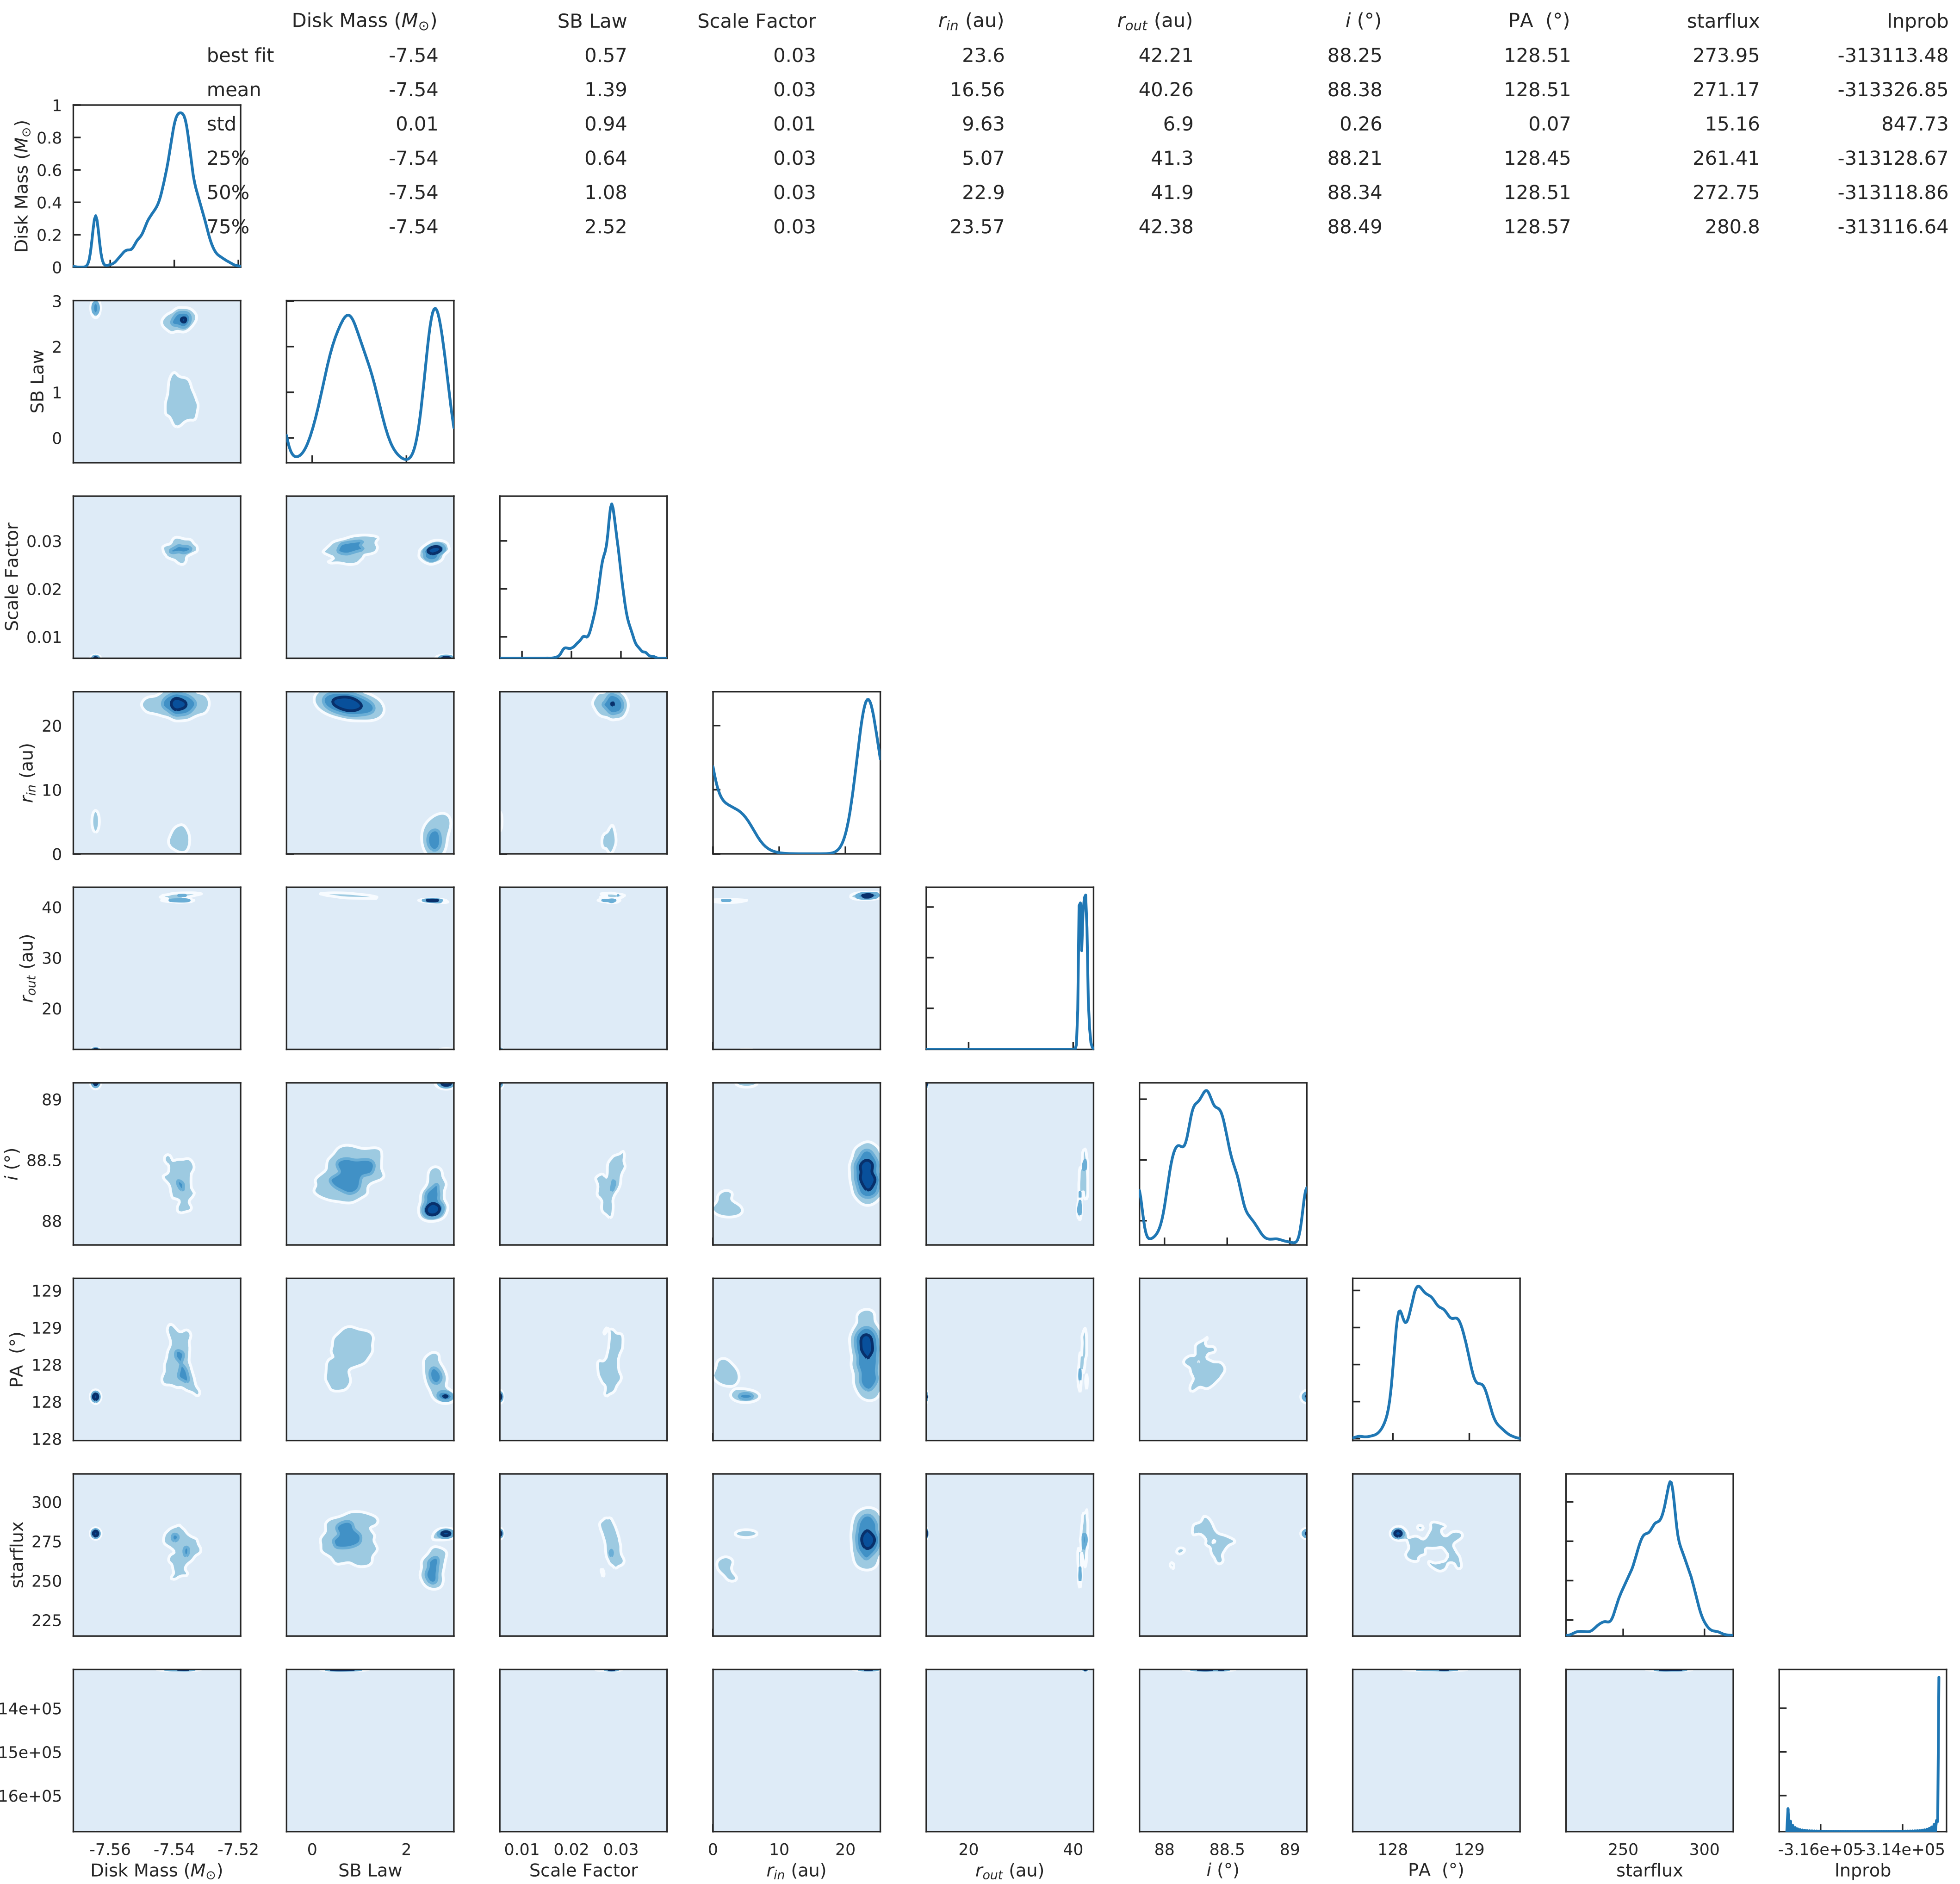 Disk Mass (M☉) SB Law Scale Factor r_in (au) r_out (au) i (°) PA (°) starflux lnprob
best fit -7.54 0.57 0.03 23.6 42.21 88.25 128.51 273.95 -313113.48
mean -7.54 1.39 0.03 16.56 40.26 88.38 128.51 271.17 -313326.85
std 0.01 0.94 0.01 9.63 6.9 0.26 0.07 15.16 847.73
25% -7.54 0.64 0.03 5.07 41.3 88.21 128.45 261.41 -313128.67
50% -7.54 1.08 0.03 22.9 41.9 88.34 128.51 272.75 -313118.86
75% -7.54 2.52 0.03 23.57 42.38 88.49 128.57 280.8 -313116.64
Disk Mass (M☉)
1
0.8
0.6
0.4
0.2
0
SB Law
3
2
1
0
Scale Factor
0.03
0.02
0.01
r_in (au)
20
10
0
r_out (au)
40
30
20
i (°)
89
88.5
88
PA (°)
129
129
128
128
128
starflux
300
275
250
225
14e+05
15e+05
16e+05
-7.56 -7.54 -7.52 0 2 0.01 0.02 0.03 0 10 20 20 40 88 88.5 89 128 129 250 300 -3.16e+05 -3.14e+05
Disk Mass (M☉) SB Law Scale Factor r_in (au) r_out (au) i (°) PA (°) starflux lnprob